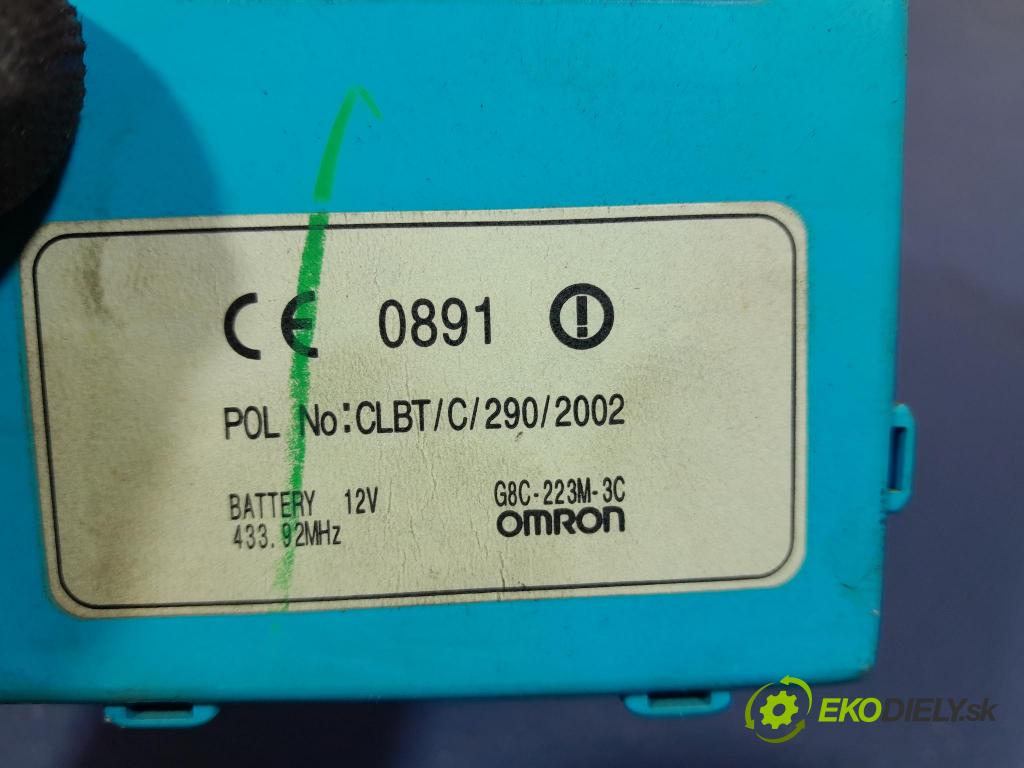 CE 0891
POL No:CLBT/C/290/2002
BATTERY 12V G8C-223M-3C
433.92MHz OMRON
EKODIELY.sk